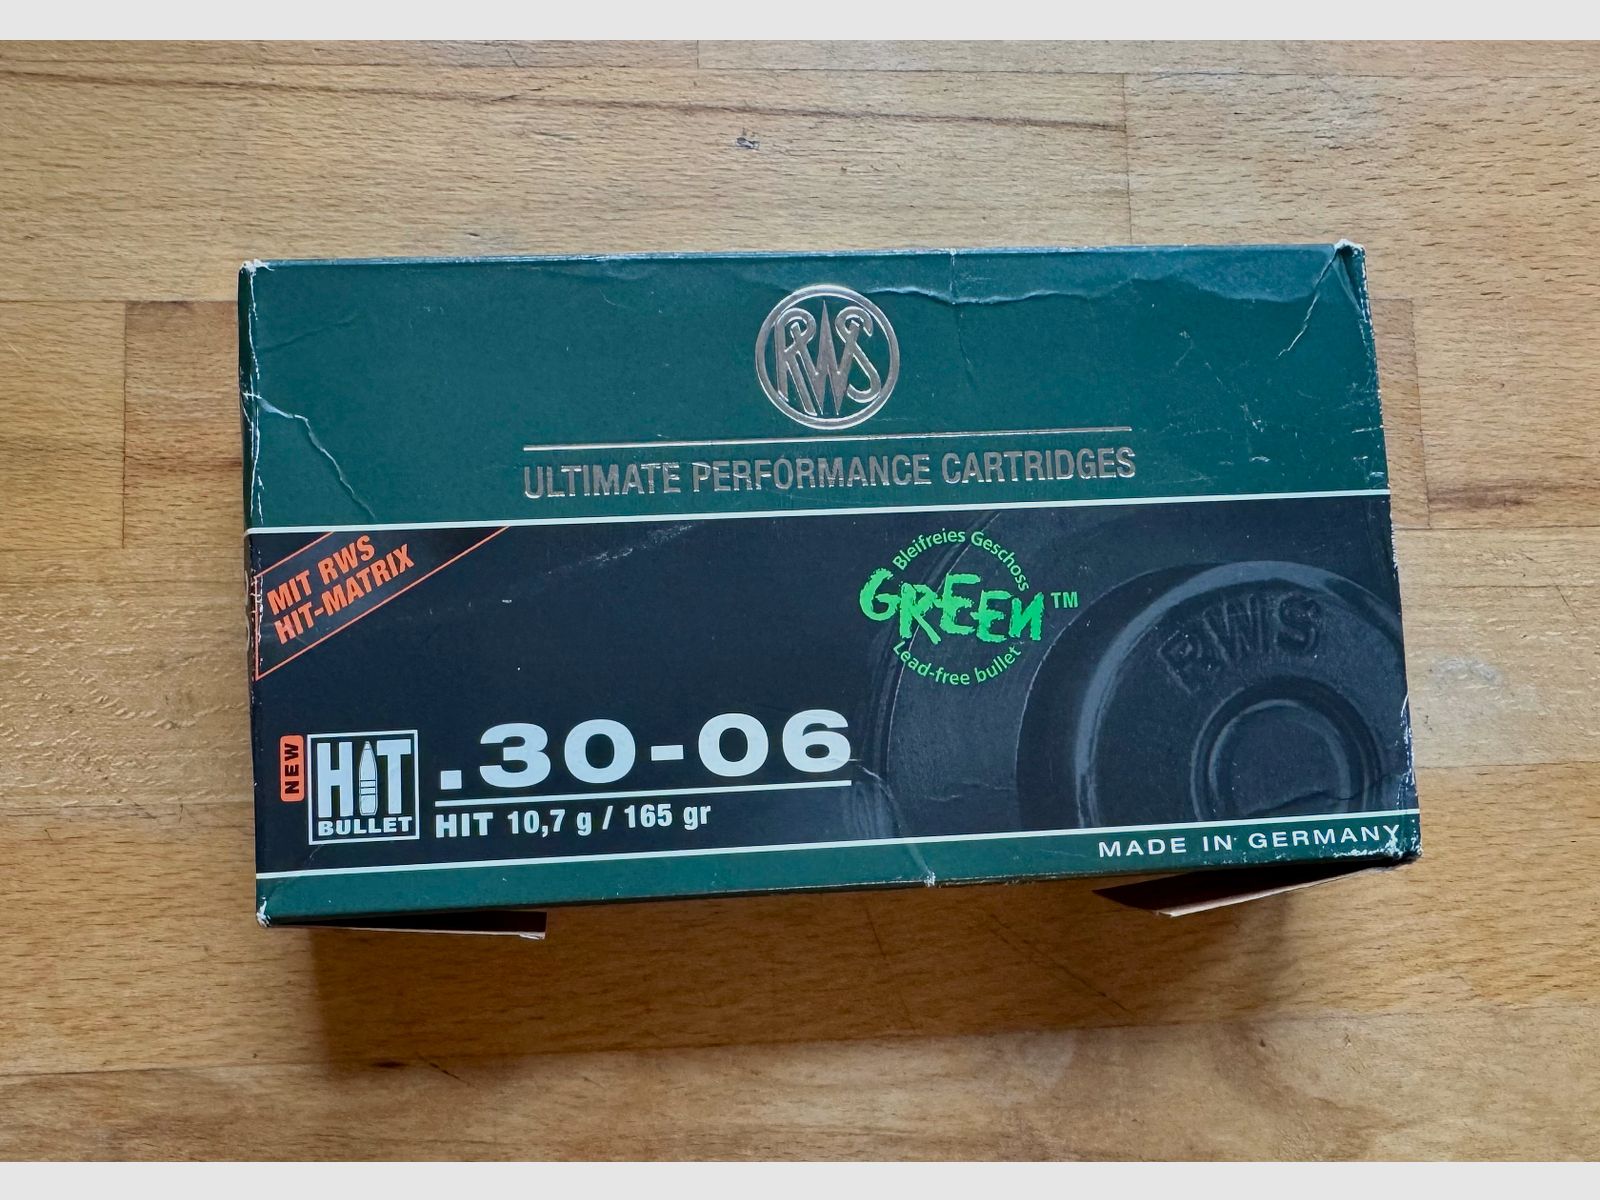 RWS
ULTIMATE PERFORMANCE CARTRIDGES
MIT RWS
HIT-MATRIX
Bleifreies Geschoss
GREEN™
Lead-free bullet
RWS
NEW
HIT
BULLET
.30-06
HIT 10,7 g / 165 gr
MADE IN GERMANY